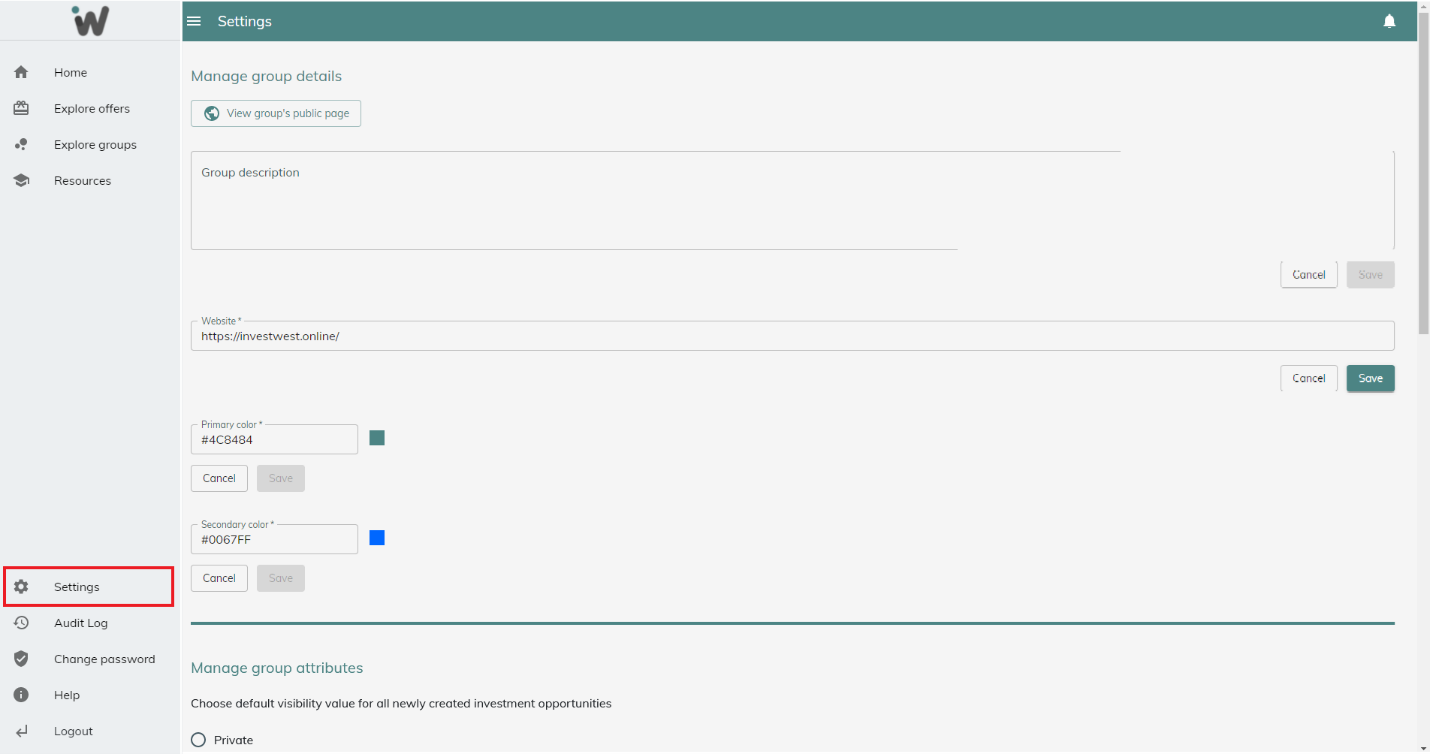 iW
Settings
Home
Explore offers
Explore groups
Resources
Settings
Audit Log
Change password
Help
Logout
Manage group details
View group's public page
Group description
Cancel Save
Website *
https://investwest.online/
Cancel Save
Primary color *
#4C8484
Cancel Save
Secondary color *
#0067FF
Cancel Save
Manage group attributes
Choose default visibility value for all newly created investment opportunities
Private